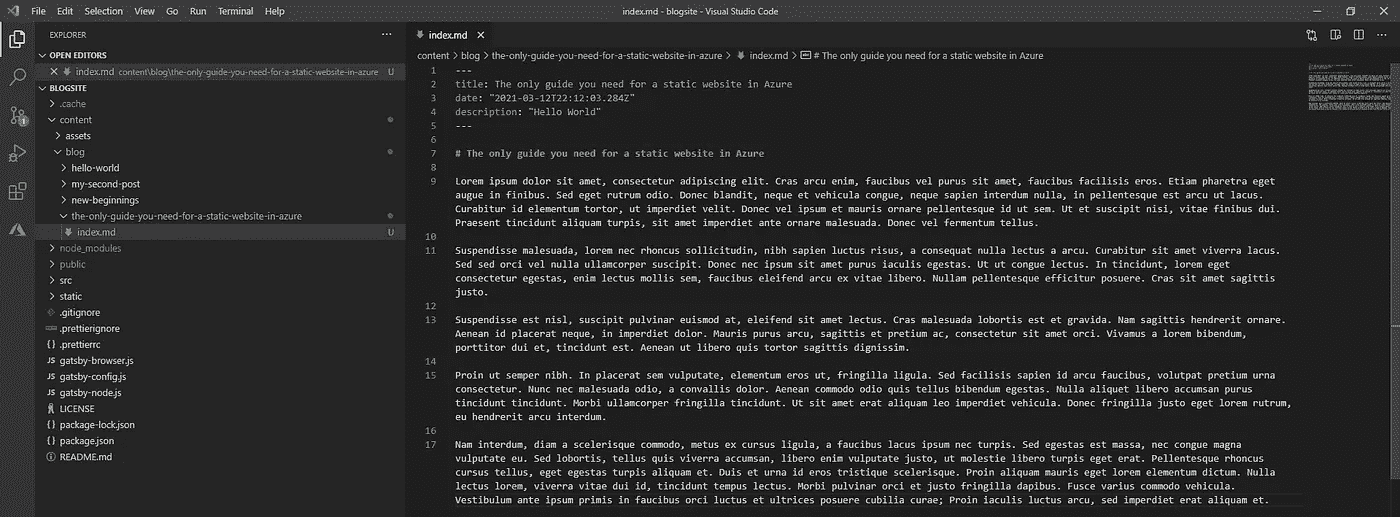 File Edit Selection View Go Run Terminal Help
index.md - blogsite - Visual Studio Code
EXPLORER
OPEN EDITORS
index.md content\blog\the-only-guide-you-need-for-a-static-website-in-azure U
BLOGSITE
.cache
content
assets
blog
hello-world
my-second-post
new-beginnings
the-only-guide-you-need-for-a-static-website-in-azure
index.md U
node_modules
public
src
static
.gitignore
.prettierignore
{ } .prettierrc
JS gatsby-browser.js
JS gatsby-config.js
JS gatsby-node.js
LICENSE
{ } package-lock.json
{ } package.json
README.md
1
index.md
content > blog > the-only-guide-you-need-for-a-static-website-in-azure > index.md > # The only guide you need for a static website in Azure
1 ---
2 title: The only guide you need for a static website in Azure
3 date: "2021-03-12T22:12:03.284Z"
4 description: "Hello World"
5 ---
6
7 # The only guide you need for a static website in Azure
8
9 Lorem ipsum dolor sit amet, consectetur adipiscing elit. Cras arcu enim, faucibus vel purus sit amet, faucibus facilisis eros. Etiam pharetra eget
augue in finibus. Sed eget rutrum odio. Donec blandit, neque et vehicula congue, neque sapien interdum nulla, in pellentesque est arcu ut lacus.
Curabitur id elementum tortor, ut imperdiet velit. Donec vel ipsum et mauris ornare pellentesque id ut sem. Ut et suscipit nisi, vitae finibus dui.
Praesent tincidunt aliquam turpis, sit amet imperdiet ante ornare malesuada. Donec vel fermentum tellus.
10
11 Suspendisse malesuada, lorem nec rhoncus sollicitudin, nibh sapien luctus risus, a consequat nulla lectus a arcu. Curabitur sit amet viverra lacus.
Sed sed orci vel nulla ullamcorper suscipit. Donec nec ipsum sit amet purus iaculis egestas. Ut ut congue lectus. In tincidunt, lorem eget
consectetur egestas, enim lectus mollis sem, faucibus eleifend arcu ex vitae libero. Nullam pellentesque efficitur posuere. Cras sit amet sagittis
justo.
12
13 Suspendisse est nisl, suscipit pulvinar euismod at, eleifend sit amet lectus. Cras malesuada lobortis est et gravida. Nam sagittis hendrerit ornare.
Aenean id placerat neque, in imperdiet dolor. Mauris purus arcu, sagittis et pretium ac, consectetur sit amet orci. Vivamus a lorem bibendum,
porttitor dui et, tincidunt est. Aenean ut libero quis tortor sagittis dignissim.
14
15 Proin ut semper nibh. In placerat sem vulputate, elementum eros ut, fringilla ligula. Sed facilisis sapien id arcu faucibus, volutpat pretium urna
consectetur. Nunc nec malesuada odio, a convallis dolor. Aenean commodo odio quis tellus bibendum egestas. Nulla aliquet libero accumsan purus
tincidunt tincidunt. Morbi ullamcorper fringilla tincidunt. Ut sit amet erat aliquam leo imperdiet vehicula. Donec fringilla justo eget lorem rutrum,
eu hendrerit arcu interdum.
16
17 Nam interdum, diam a scelerisque commodo, metus ex cursus ligula, a faucibus lacus ipsum nec turpis. Sed egestas est massa, nec congue magna
vulputate eu. Sed lobortis, tellus quis viverra accumsan, libero enim vulputate justo, ut molestie libero turpis eget erat. Pellentesque rhoncus
cursus tellus, eget egestas turpis aliquam et. Duis et urna id eros tristique scelerisque. Proin aliquam mauris eget lorem elementum dictum. Nulla
lectus lorem, viverra vitae dui id, tincidunt tempus lectus. Morbi pulvinar orci et justo fringilla dapibus. Fusce varius commodo vehicula.
Vestibulum ante ipsum primis in faucibus orci luctus et ultrices posuere cubilia curae; Proin iaculis luctus arcu, sed imperdiet erat aliquam et.